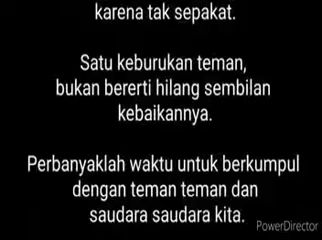 karena tak sepakat.
Satu keburukan teman,
bukan bererti hilang sembilan
kebaikannya.
Perbanyaklah waktu untuk berkumpul
dengan teman teman dan
saudara saudara kita.
PowerDirector